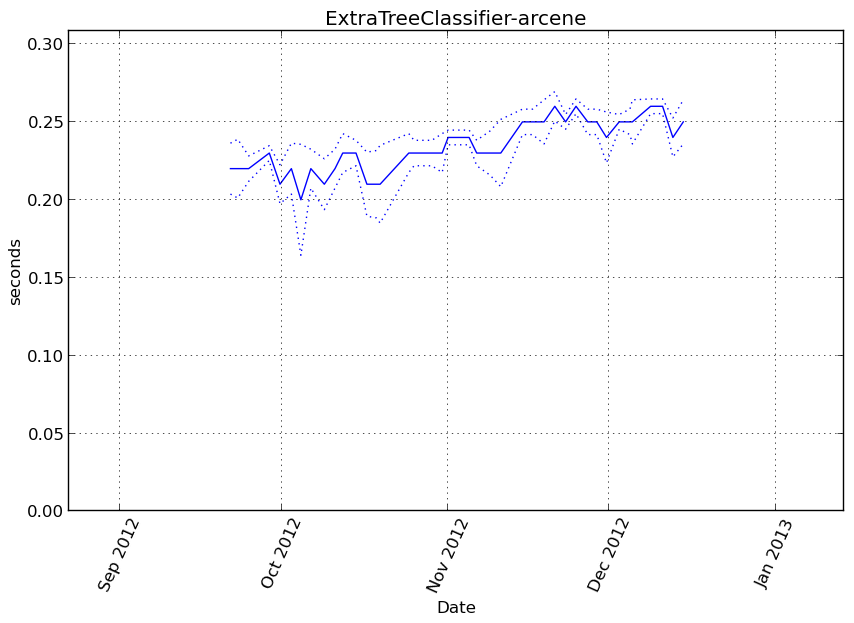 ExtraTreeClassifier-arcene
0.30
0.25
0.20
0.15
0.10
0.05
0.00
seconds
Sep 2012
Oct 2012
Nov 2012
Dec 2012
Jan 2013
Date